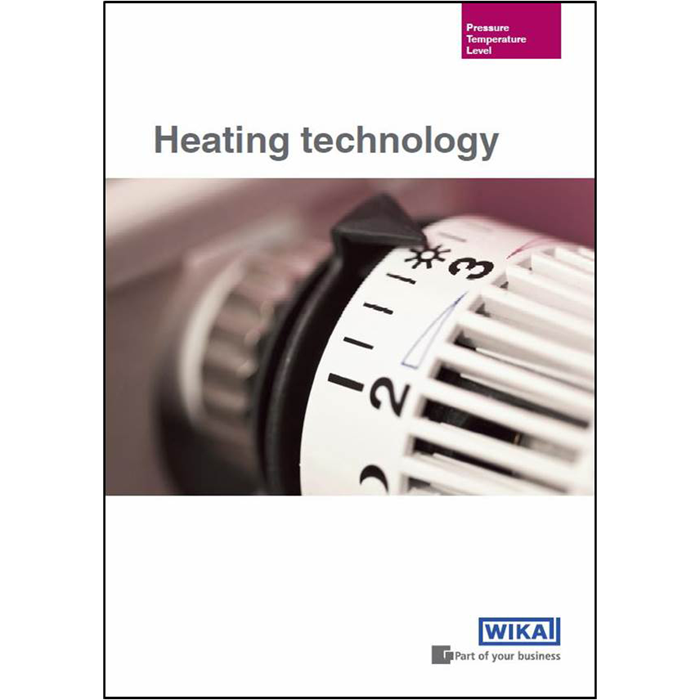 Pressure
Temperature
Level
Heating technology
3
2
WIKA
Part of your business